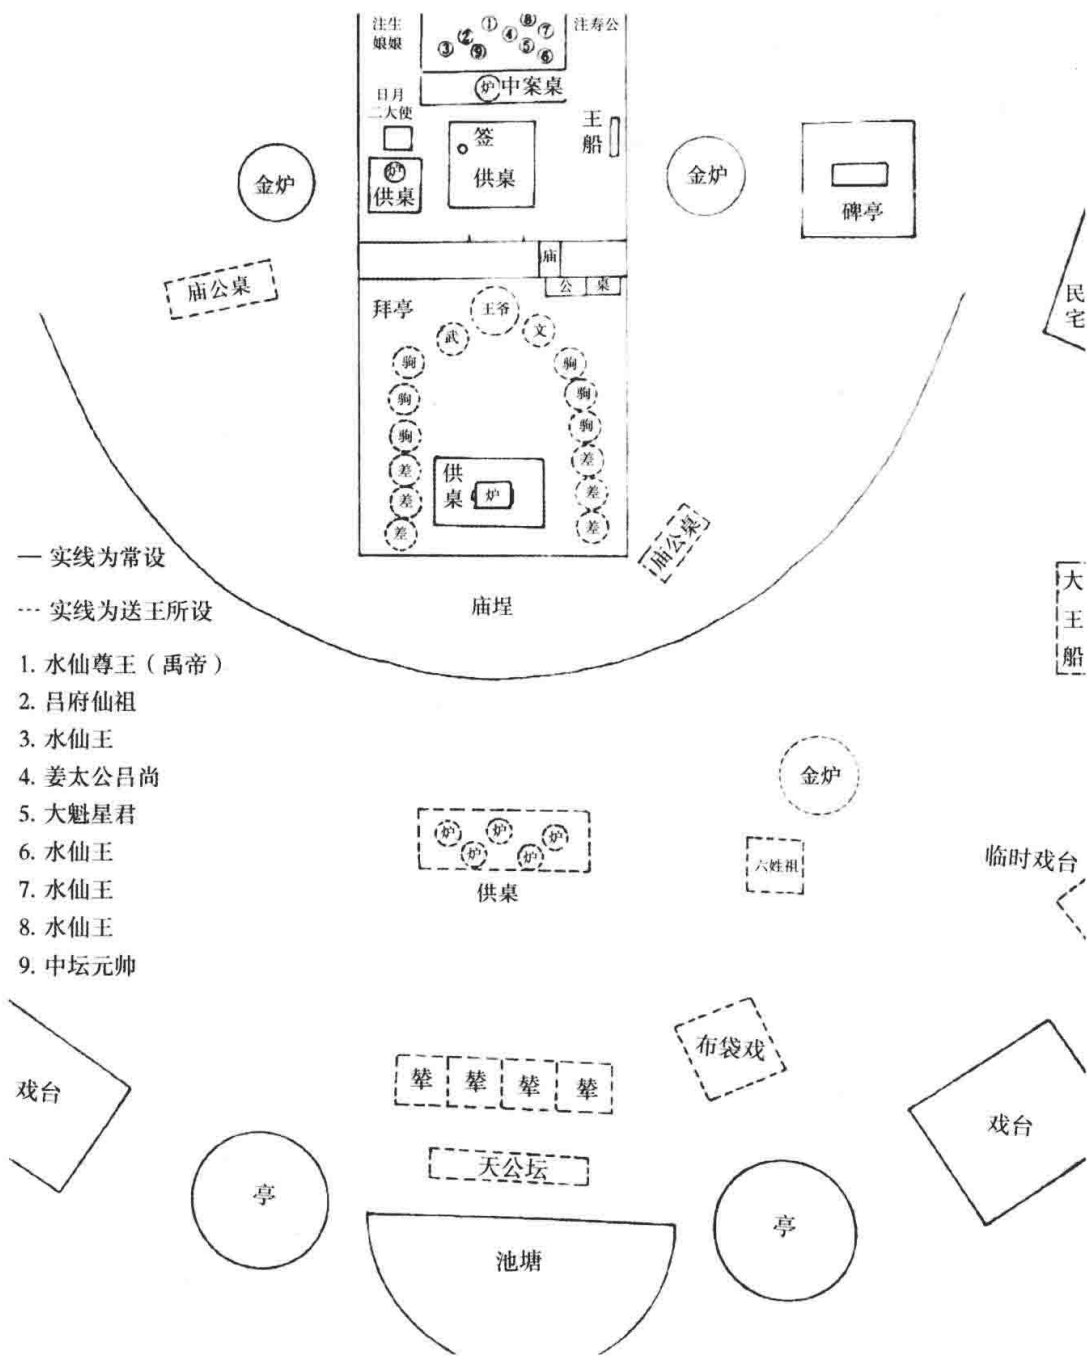 注生
娘娘
①
⑧
⑦
②
④
③
⑨
⑤
⑥
注寿公
炉
中案桌
日月
二大使
炉
供桌
签
供桌
王
船
金炉
金炉
碑亭
庙
公
桌
庙公桌
民
宅
拜亭
王爷
武
文
驹
驹
驹
差
差
差
驹
驹
驹
差
差
差
供
桌
炉
庙公桌
庙埕
大
王
船
— 实线为常设
--- 实线为送王所设
1. 水仙尊王（禹帝）
2. 吕府仙祖
3. 水仙王
4. 姜太公吕尚
5. 大魁星君
6. 水仙王
7. 水仙王
8. 水仙王
9. 中坛元帅
金炉
炉
炉
炉
炉
炉
供桌
六姓祖
临时戏台
布袋戏
戏台
辇
辇
辇
辇
戏台
天公坛
亭
亭
池塘